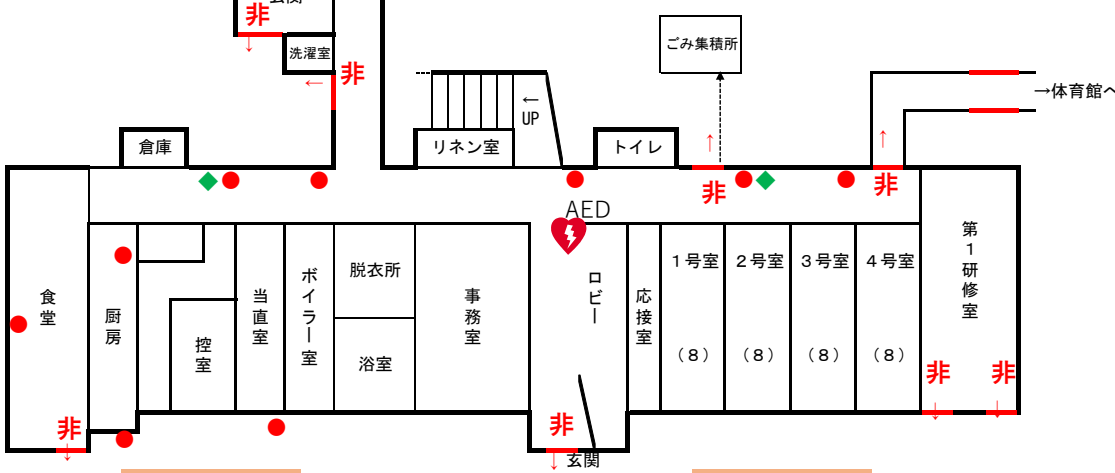 玄関
非
↓
洗濯室
非
←
ごみ集積所
→体育館へ
←
UP
倉庫
リネン室
トイレ
↑
↑
非
非
AED
食堂
厨房
控室
当直室
ボイラー室
脱衣所
浴室
事務室
ロビー
応接室
1号室
(8)
2号室
(8)
3号室
(8)
4号室
(8)
第1研修室
非
↓
非
↓
非
↓
非
↓
玄関